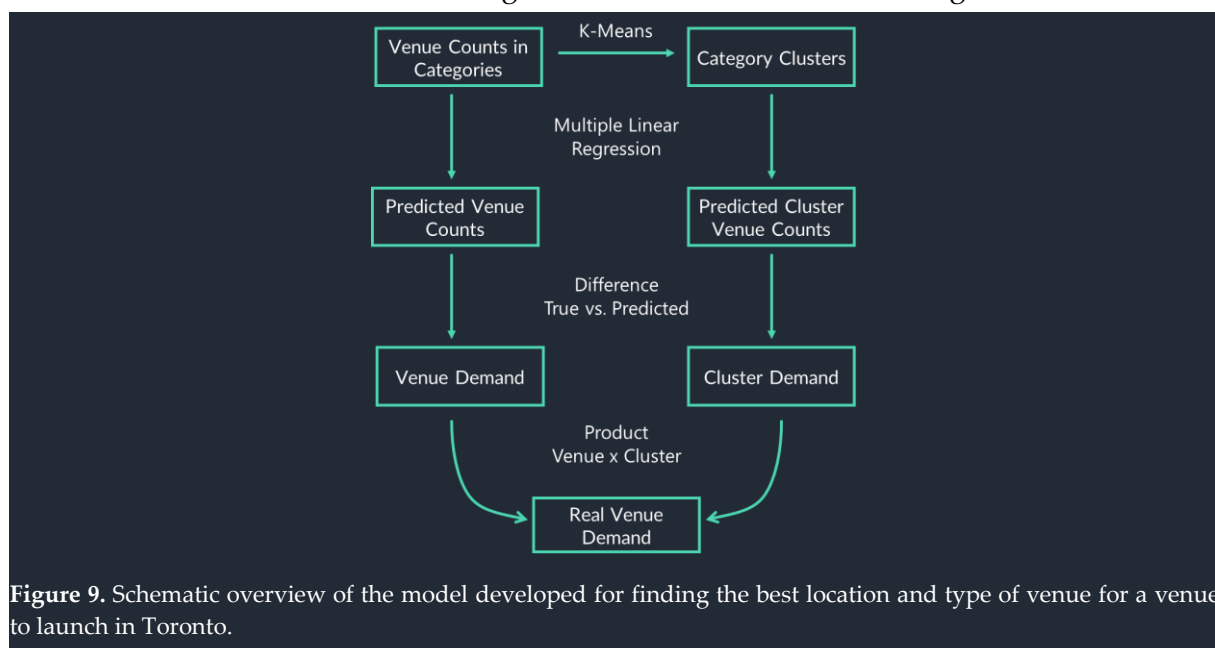 Venue Counts in
Categories
K-Means
Category Clusters
Multiple Linear
Regression
Predicted Venue
Counts
Predicted Cluster
Venue Counts
Difference
True vs. Predicted
Venue Demand
Cluster Demand
Product
Venue x Cluster
Real Venue
Demand
Figure 9. Schematic overview of the model developed for finding the best location and type of venue for a venue
to launch in Toronto.